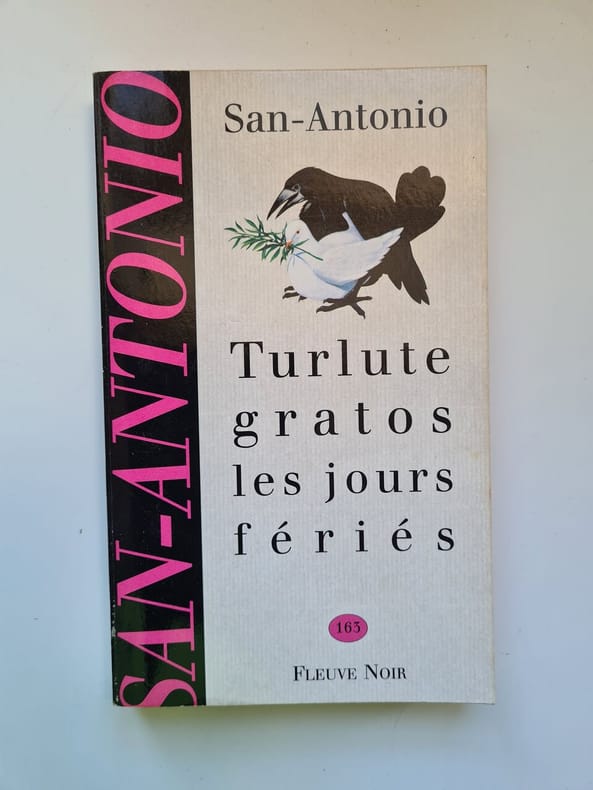 SAN-ANTONIO
San-Antonio
Turlute
gratos
les jours
fériés
163
FLEUVE NOIR